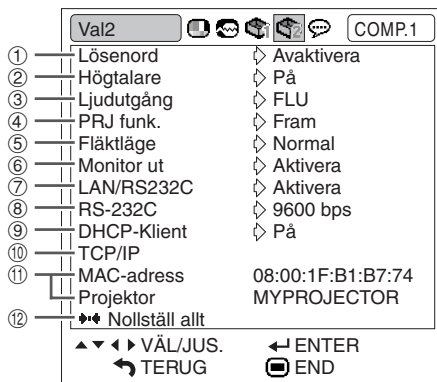 Val2 COMP.1
① Lösenord Avaktivera
② Högtalare På
③ Ljudutgång FLU
④ PRJ funk. Fram
⑤ Fläktläge Normal
⑥ Monitor ut Aktivera
⑦ LAN/RS232C Aktivera
⑧ RS-232C 9600 bps
⑨ DHCP-Klient På
⑩ TCP/IP
⑪ MAC-adress 08:00:1F:B1:B7:74
Projektor MYPROJECTOR
⑫ Nollställ allt
VÄL/JUS. ENTER
TERUG END